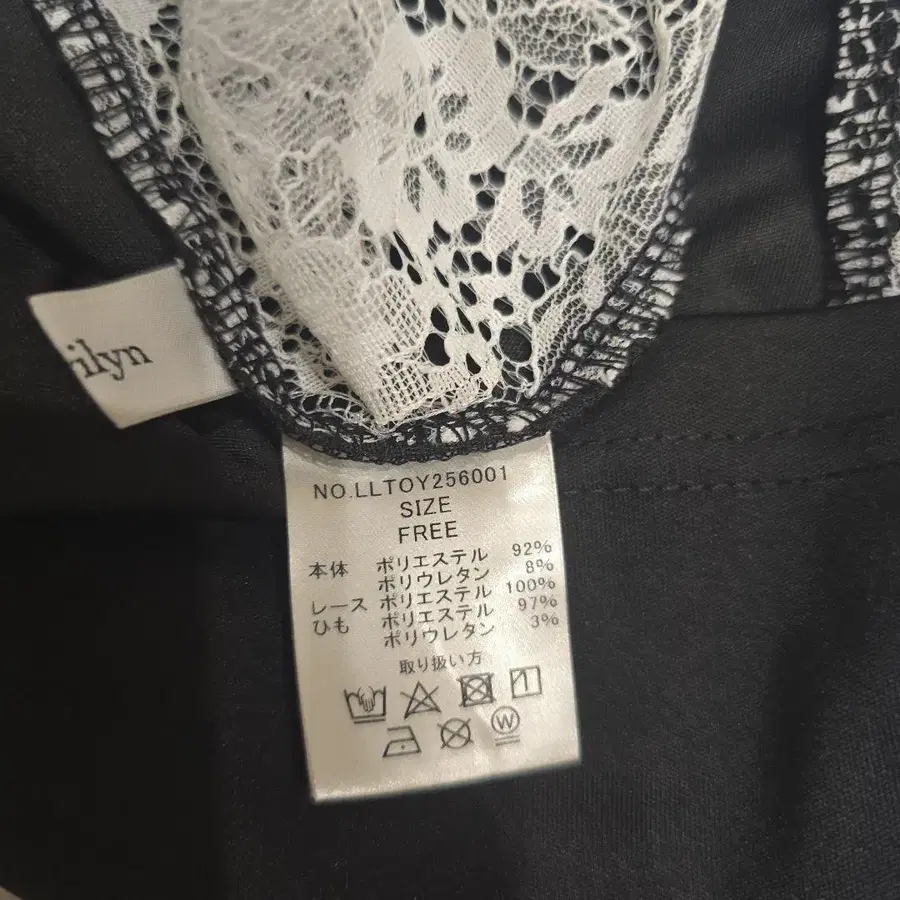 ilyn
NO.LLTOY256001
SIZE
FREE
本体 ポリエステル 92%
ポリウレタン 8%
レース ポリエステル 100%
ひも ポリエステル 97%
ポリウレタン 3%
取り扱い方
W